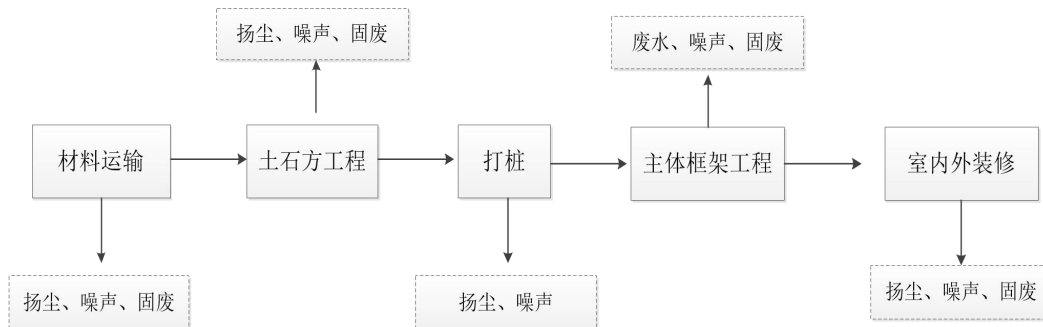 扬尘、噪声、固废
废水、噪声、固废
材料运输
土石方工程
打桩
主体框架工程
室内外装修
扬尘、噪声、固废
扬尘、噪声
扬尘、噪声、固废